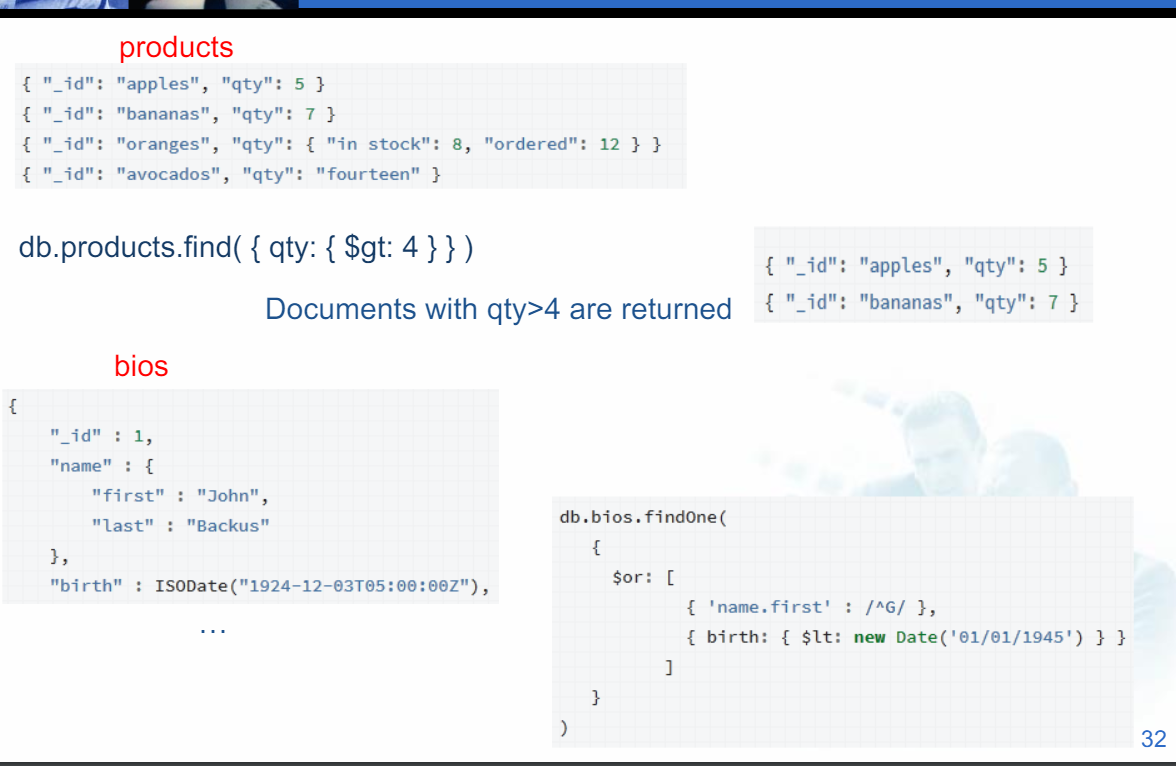 products
{ "_id": "apples", "qty": 5 }
{ "_id": "bananas", "qty": 7 }
{ "_id": "oranges", "qty": { "in stock": 8, "ordered": 12 } }
{ "_id": "avocados", "qty": "fourteen" }
db.products.find( { qty: { $gt: 4 } } )
Documents with qty>4 are returned
{ "_id": "apples", "qty": 5 }
{ "_id": "bananas", "qty": 7 }
bios
{
    "_id" : 1,
    "name" : {
        "first" : "John",
        "last" : "Backus"
    },
    "birth" : ISODate("1924-12-03T05:00:00Z"),
...
db.bios.findOne(
   {
     $or: [
            { 'name.first' : /^G/ },
            { birth: { $lt: new Date('01/01/1945') } }
          ]
   }
)
32